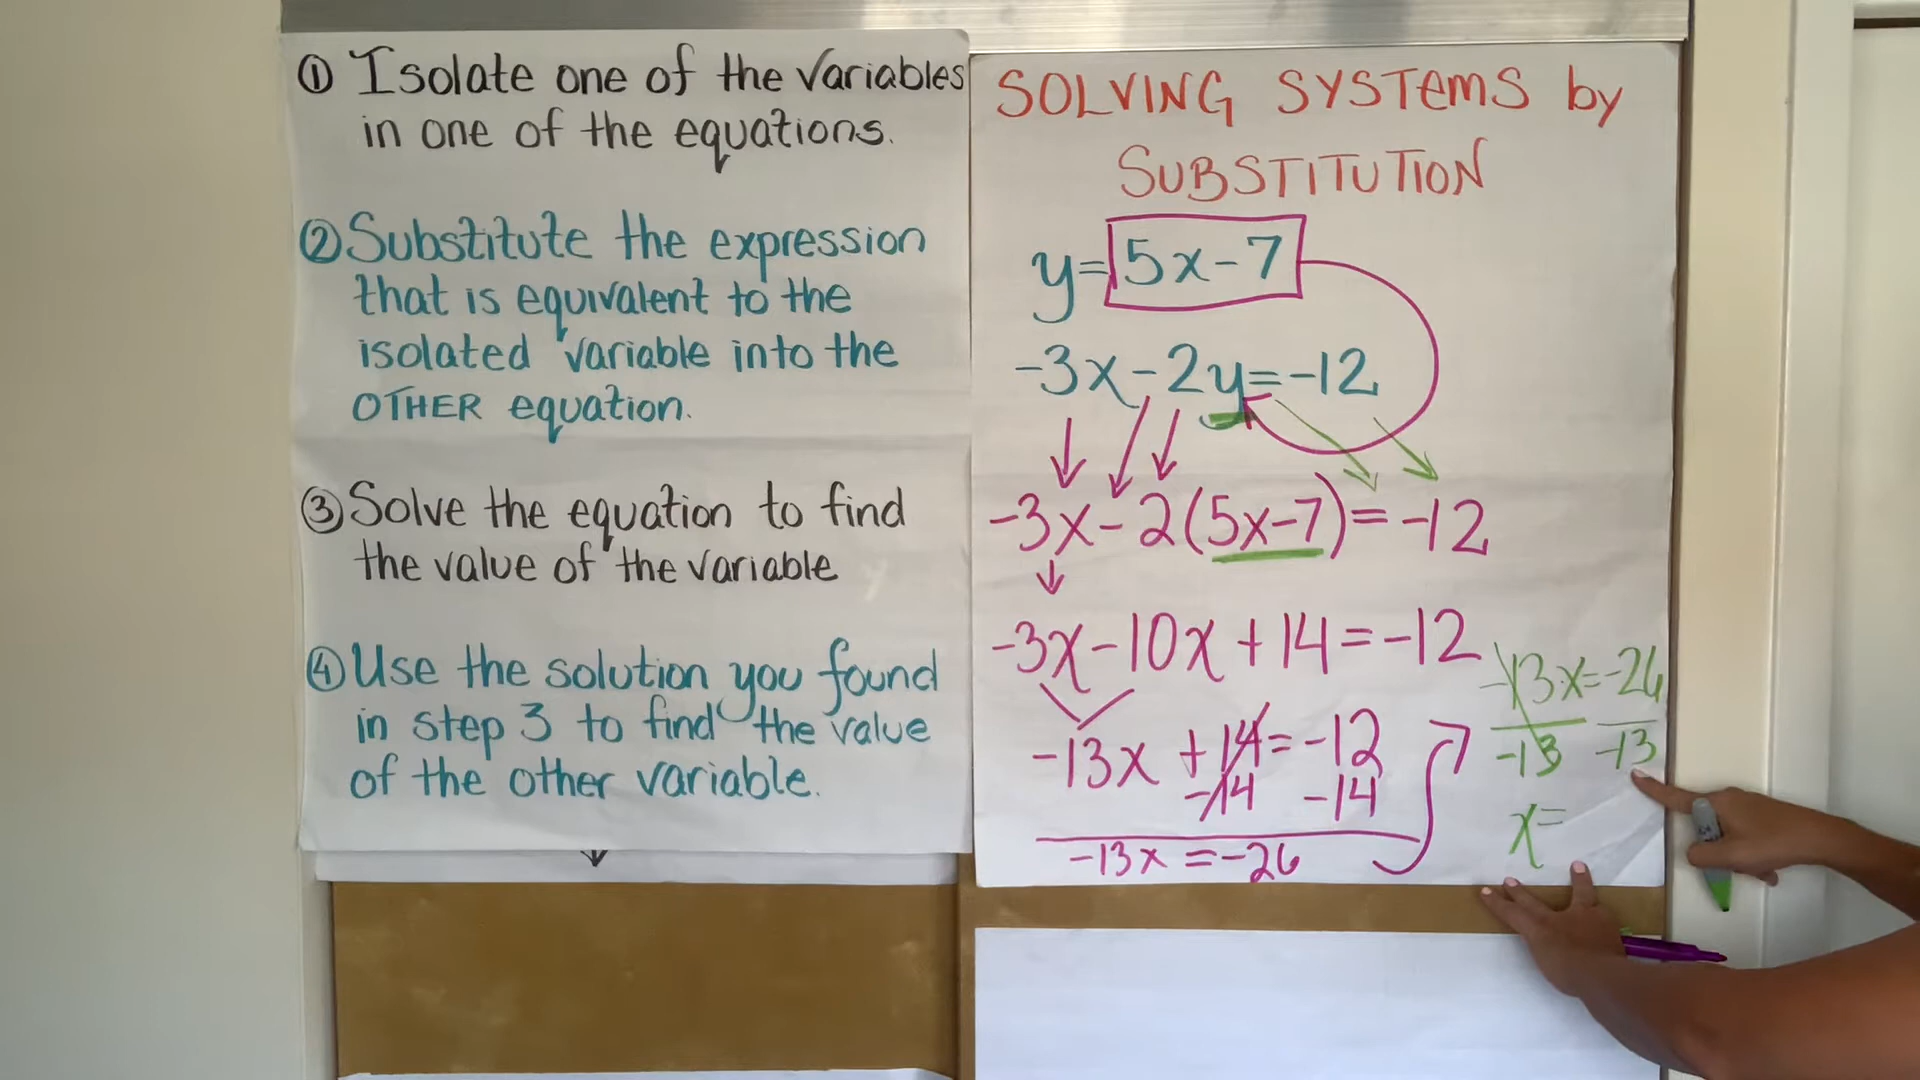 ① Isolate one of the variables
in one of the equations.
② Substitute the expression
that is equivalent to the
isolated variable into the
OTHER equation.
③ Solve the equation to find
the value of the variable
④ Use the solution you found
in step 3 to find the value
of the other variable.
SOLVING SYSTEMS by
SUBSTITUTION
y=5x-7
-3x-2y=-12
-3x-2(5x-7)=-12
-3x-10x+14=-12
-13x +14=-12
-14 -14
-13x=-26
-13x=-26
-13 -13
x=